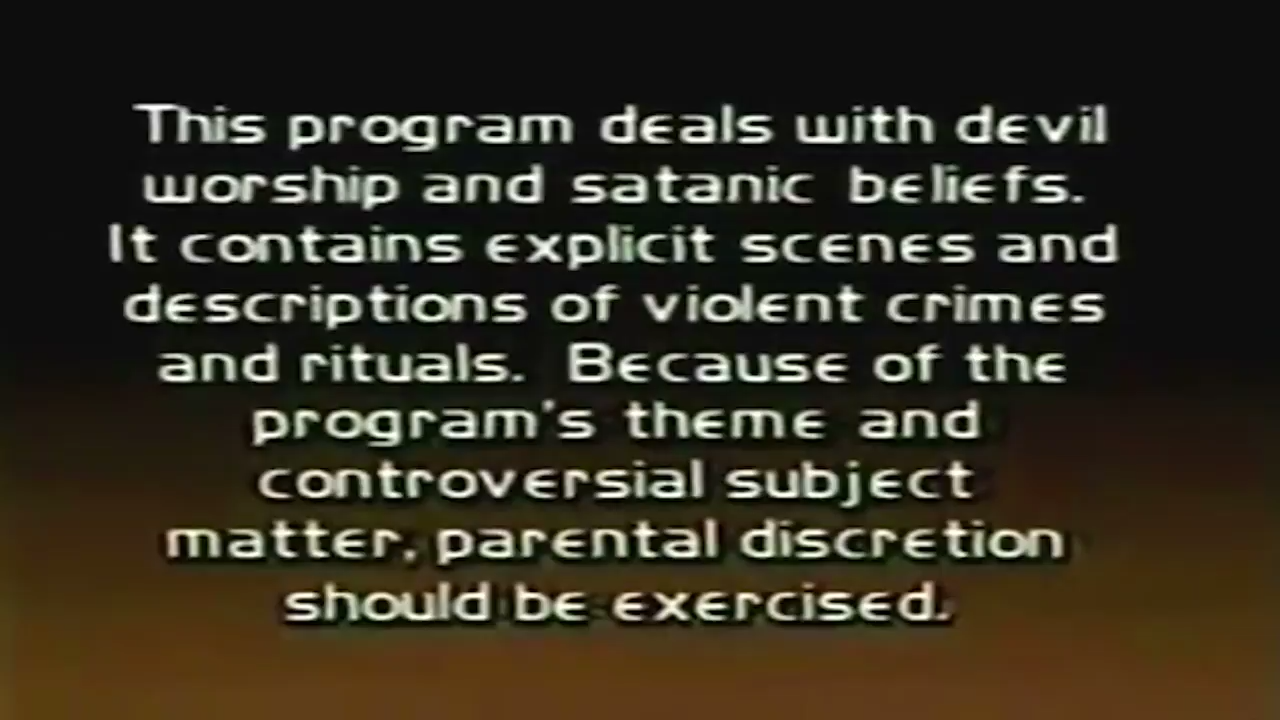 This program deals with devil
worship and satanic beliefs.
It contains explicit scenes and
descriptions of violent crimes
and rituals. Because of the
program's theme and
controversial subject
matter, parental discretion
should be exercised.